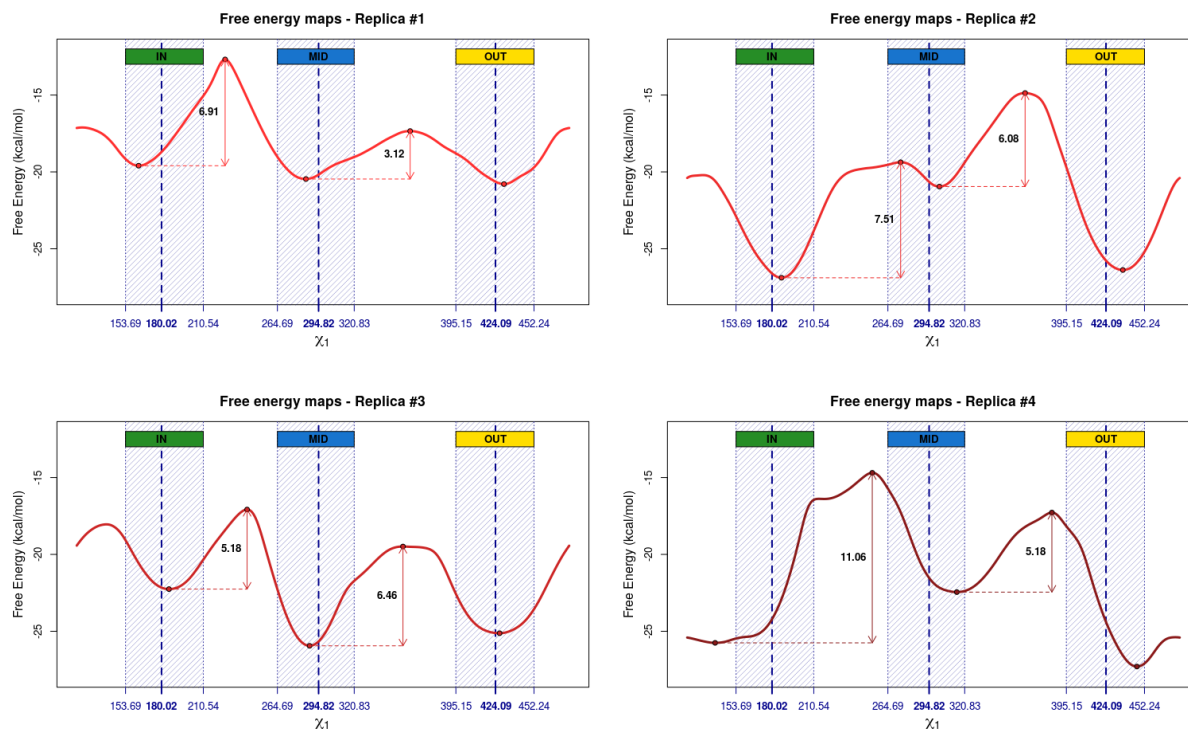 Free energy maps - Replica #1
IN MID OUT
Free Energy (kcal/mol)
-15
-20
-25
6.91
3.12
153.69 180.02 210.54 264.69 294.82 320.83 395.15 424.09 452.24
χ1
Free energy maps - Replica #2
IN MID OUT
Free Energy (kcal/mol)
-15
-20
-25
7.51
6.08
153.69 180.02 210.54 264.69 294.82 320.83 395.15 424.09 452.24
χ1
Free energy maps - Replica #3
IN MID OUT
Free Energy (kcal/mol)
-15
-20
-25
5.18
6.46
153.69 180.02 210.54 264.69 294.82 320.83 395.15 424.09 452.24
χ1
Free energy maps - Replica #4
IN MID OUT
Free Energy (kcal/mol)
-15
-20
-25
11.06
5.18
153.69 180.02 210.54 264.69 294.82 320.83 395.15 424.09 452.24
χ1